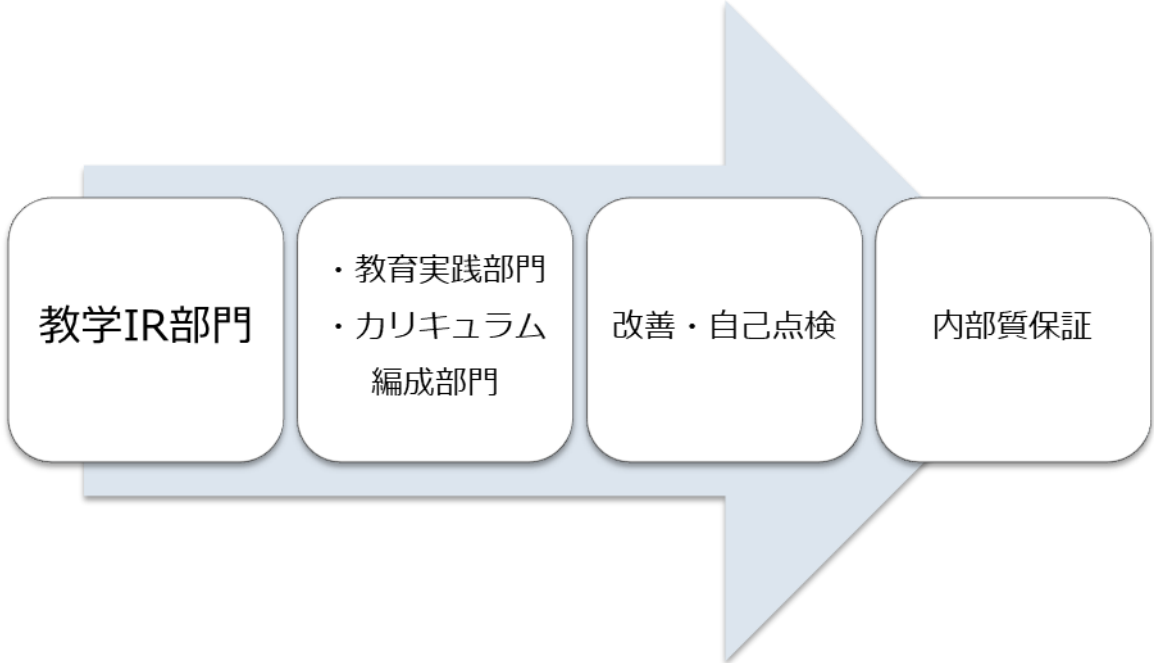 教学IR部門
・教育実践部門
・カリキュラム
編成部門
改善・自己点検
内部質保証